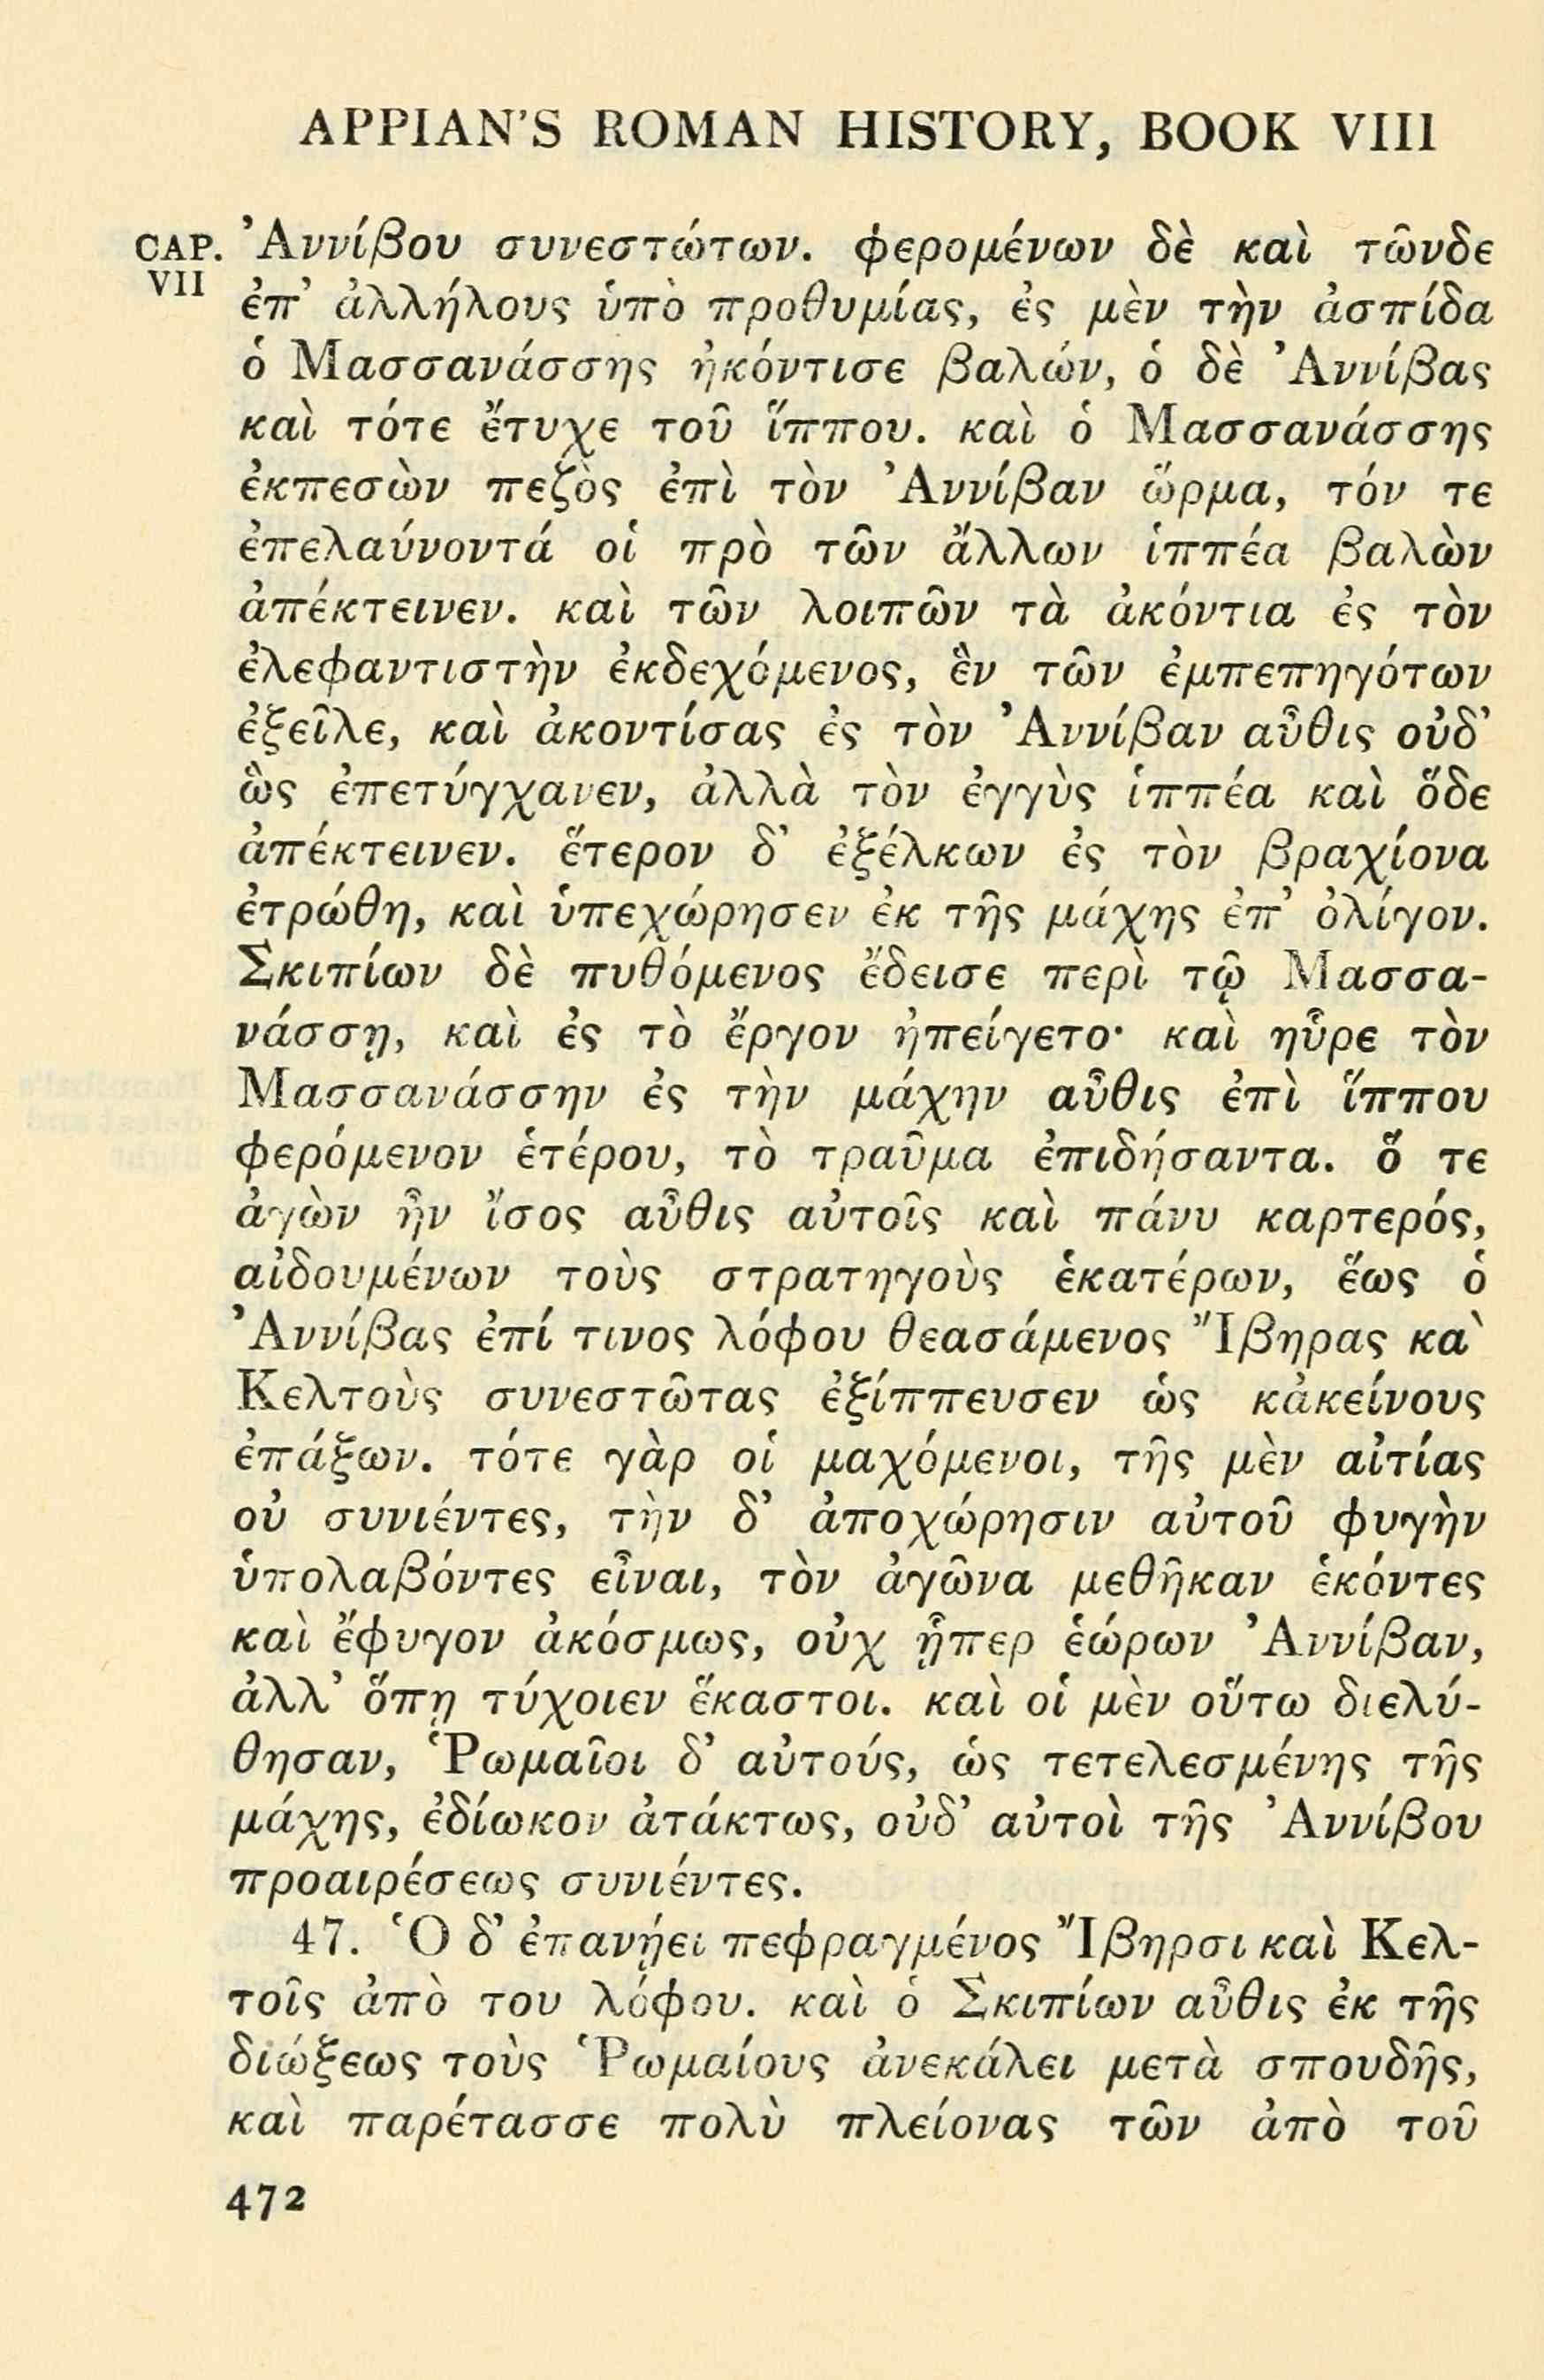 APPIAN'S ROMAN HISTORY, BOOK VIII
CAP. VII
Ἀννίβου συνεστώτων. φερομένων δὲ καὶ τῶνδε
ἐπ' ἀλλήλους ὑπὸ προθυμίας, ἐς μὲν τὴν ἀσπίδα
ὁ Μασσανάσσης ἠκόντισε βαλών, ὁ δὲ Ἀννίβας
καὶ τότε ἔτυχε τοῦ ἵππου. καὶ ὁ Μασσανάσσης
ἐκπεσὼν πεζὸς ἐπὶ τὸν Ἀννίβαν ὥρμα, τόν τε
ἐπελαύνοντά οἱ πρὸ τῶν ἄλλων ἱππέα βαλὼν
ἀπέκτεινεν. καὶ τῶν λοιπῶν τὰ ἀκόντια ἐς τὸν
ἐλεφαντιστὴν ἐκδεχόμενος, ἓν τῶν ἐμπεπηγότων
ἐξεῖλε, καὶ ἀκοντίσας ἐς τὸν Ἀννίβαν αὖθις οὐδ'
ὣς ἐπετύγχανεν, ἀλλὰ τὸν ἐγγὺς ἱππέα καὶ ὅδε
ἀπέκτεινεν. ἕτερον δ' ἐξέλκων ἐς τὸν βραχίονα
ἐτρώθη, καὶ ὑπεχώρησεν ἐκ τῆς μάχης ἐπ' ὀλίγον.
Σκιπίων δὲ πυθόμενος ἔδεισε περὶ τῷ Μασσα-
νάσσῃ, καὶ ἐς τὸ ἔργον ἠπείγετο· καὶ ηὗρε τὸν
Μασσανάσσην ἐς τὴν μάχην αὖθις ἐπὶ ἵππου
φερόμενον ἑτέρου, τὸ τραῦμα ἐπιδήσαντα. ὅ τε
ἀγὼν ἦν ἴσος αὖθις αὐτοῖς καὶ πάνυ καρτερός,
αἰδουμένων τοὺς στρατηγοὺς ἑκατέρων, ἕως ὁ
Ἀννίβας ἐπί τινος λόφου θεασάμενος Ἴβηρας κα`
Κελτοὺς συνεστῶτας ἐξίππευσεν ὡς κἀκείνους
ἐπάξων. τότε γὰρ οἱ μαχόμενοι, τῆς μὲν αἰτίας
οὐ συνιέντες, τὴν δ' ἀποχώρησιν αὐτοῦ φυγὴν
ὑπολαβόντες εἶναι, τὸν ἀγῶνα μεθῆκαν ἑκόντες
καὶ ἔφυγον ἀκόσμως, οὐχ ᾗπερ ἑώρων Ἀννίβαν,
ἀλλ' ὅπῃ τύχοιεν ἕκαστοι. καὶ οἱ μὲν οὕτω διελύ-
θησαν, Ῥωμαῖοι δ' αὐτούς, ὡς τετελεσμένης τῆς
μάχης, ἐδίωκον ἀτάκτως, οὐδ' αὐτοὶ τῆς Ἀννίβου
προαιρέσεως συνιέντες.
47. Ὁ δ' ἐπανῄει πεφραγμένος Ἴβηρσι καὶ Κελ-
τοῖς ἀπὸ του λόφου. καὶ ὁ Σκιπίων αὖθις ἐκ τῆς
διώξεως τοὺς Ῥωμαίους ἀνεκάλει μετὰ σπουδῆς,
καὶ παρέτασσε πολὺ πλείονας τῶν ἀπὸ τοῦ
472